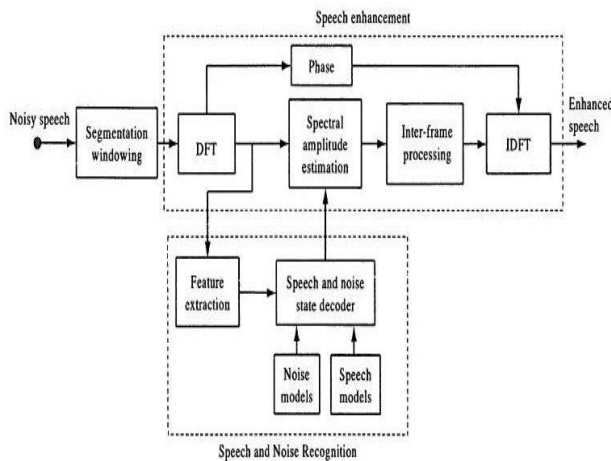 Speech enhancement
Phase
Noisy speech
Segmentation
windowing
DFT
Spectral
amplitude
estimation
Inter-frame
processing
IDFT
Enhanced
speech
Feature
extraction
Speech and noise
state decoder
Noise
models
Speech
models
Speech and Noise Recognition